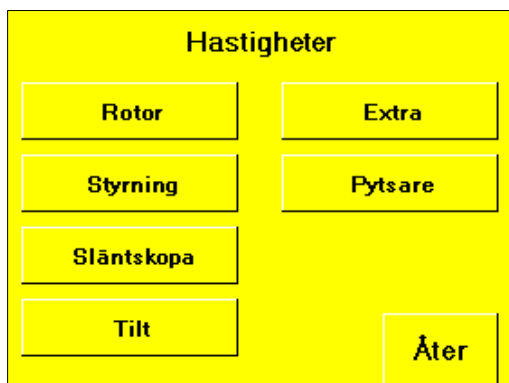 Hastigheter
Rotor
Extra
Styrning
Pytsare
Släntskopa
Tilt
Åter